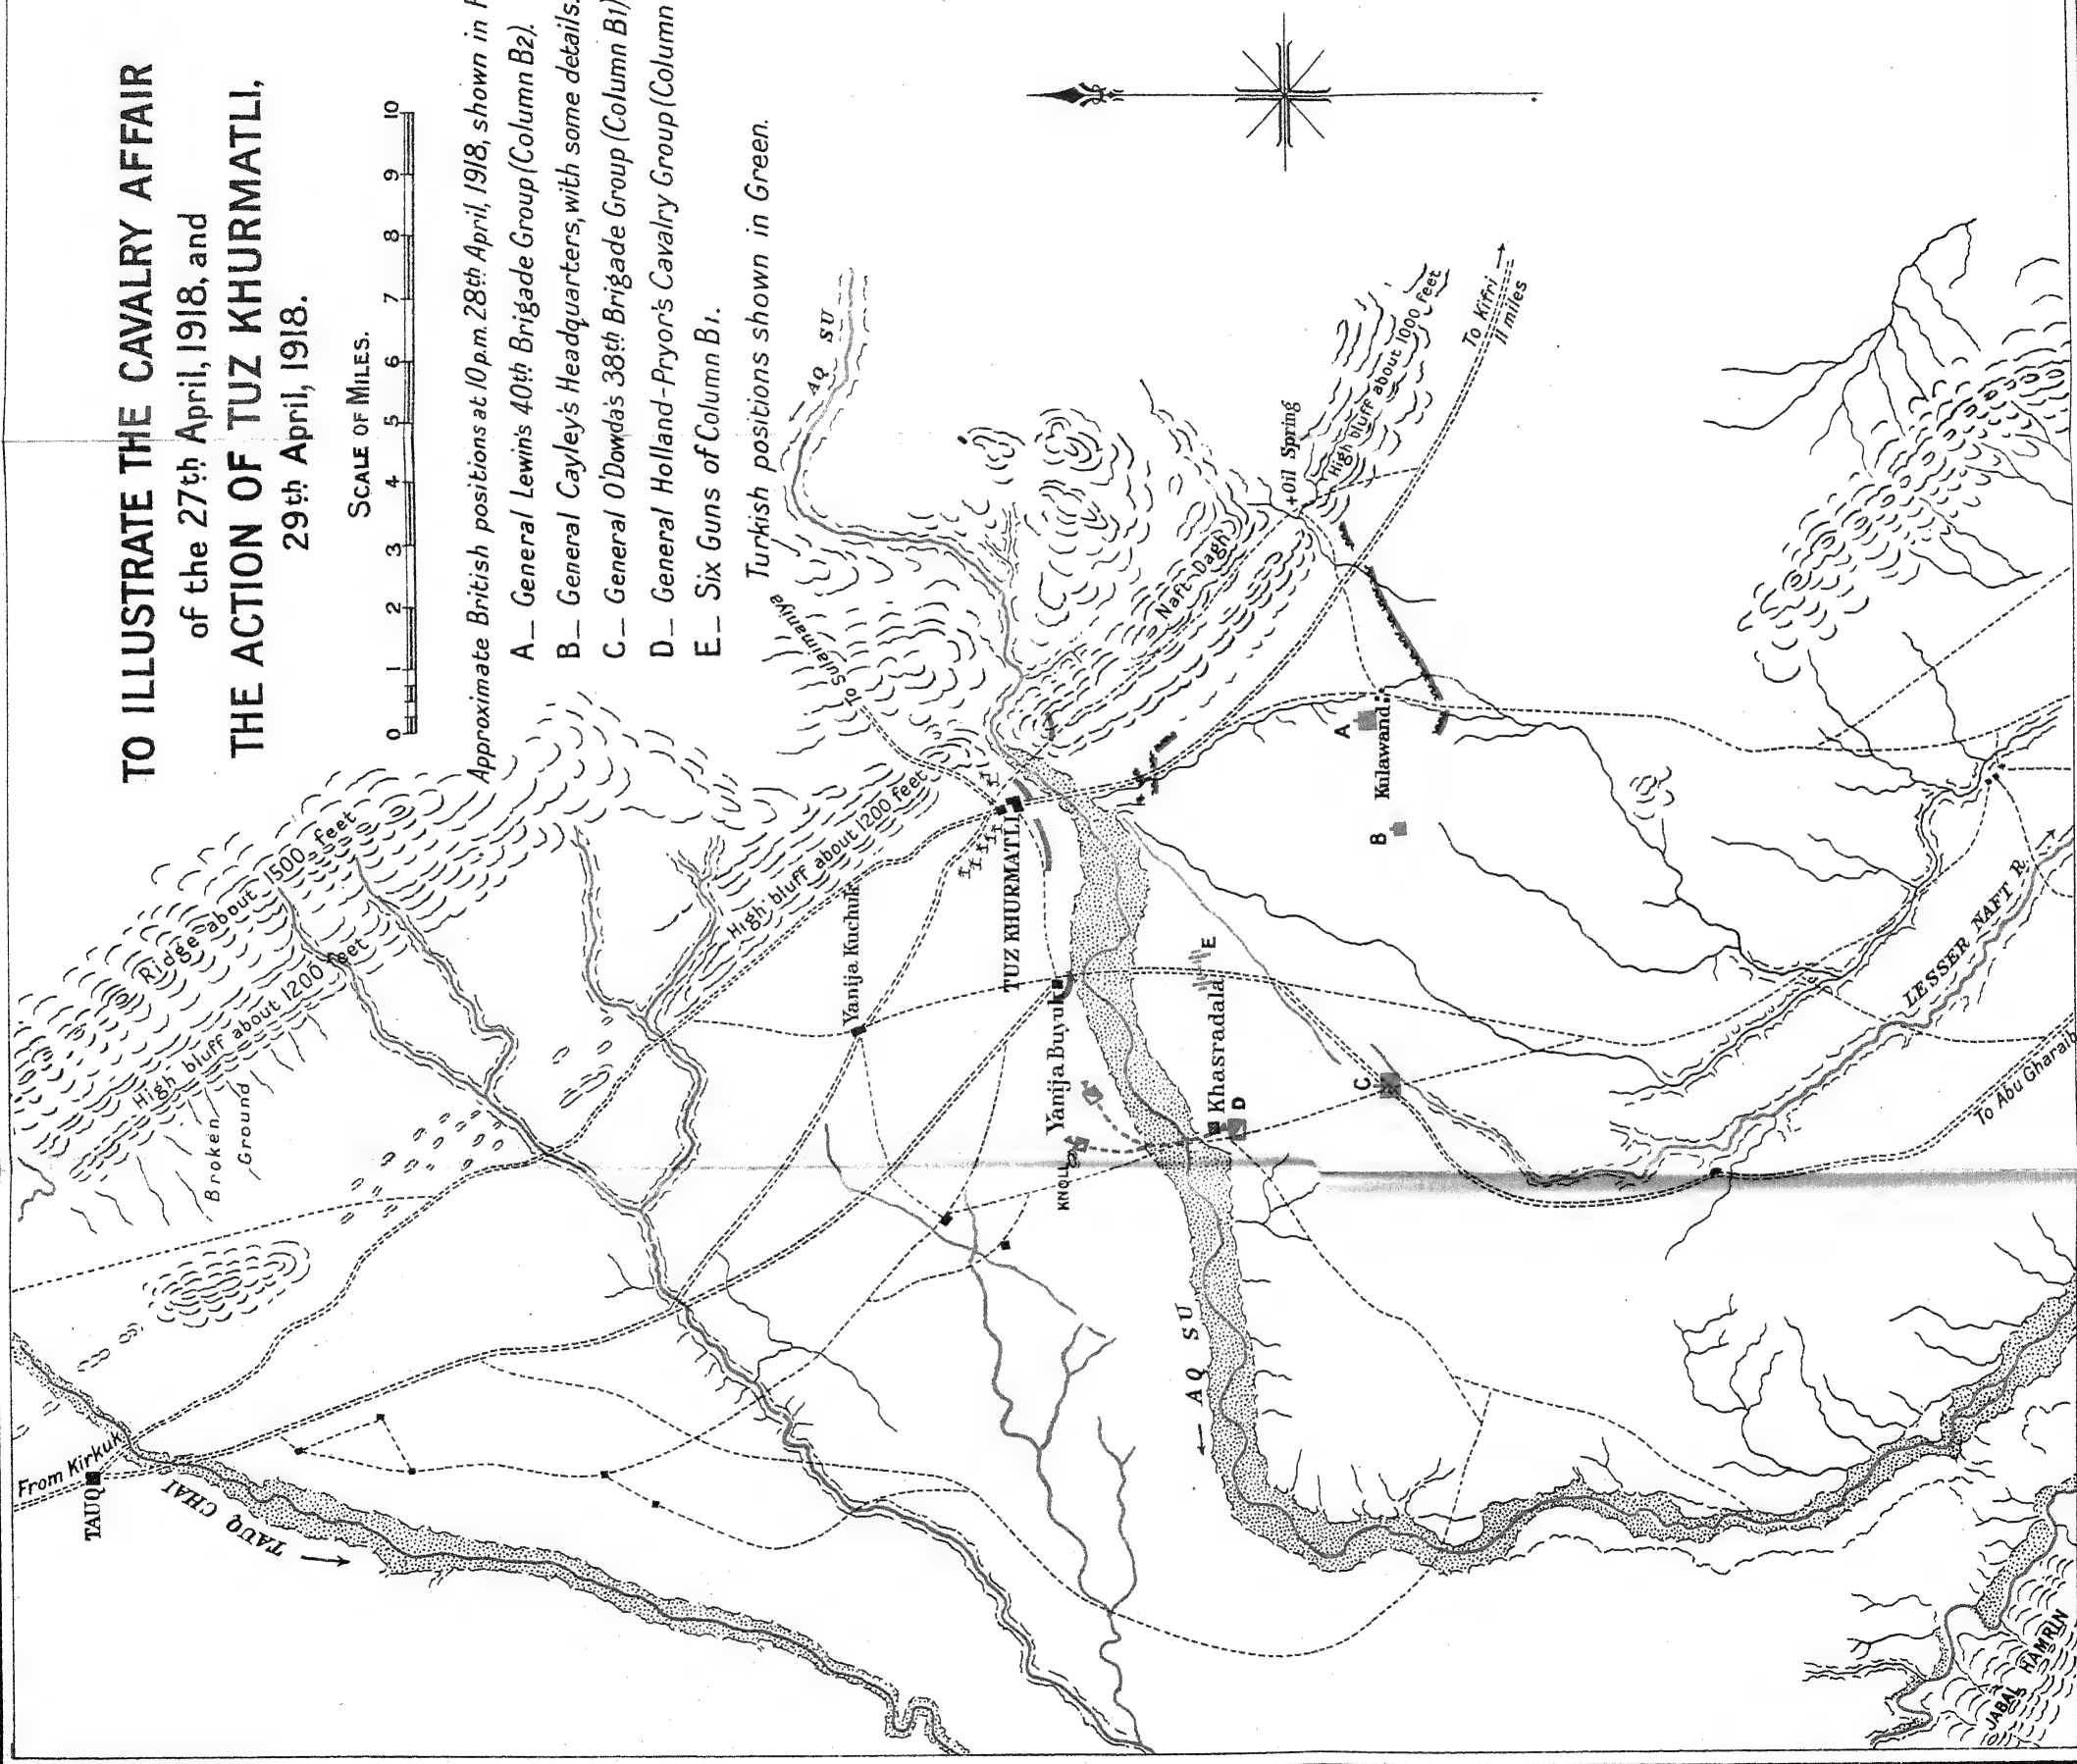 TO ILLUSTRATE THE CAVALRY AFFAIR
of the 27th April, 1918, and
THE ACTION OF TUZ KHURMATLI,
29th April, 1918.
SCALE OF MILES.
0 1 2 3 4 5 6 7 8 9 10
Approximate British positions at 10 p.m. 28th April, 1918, shown in
A_ General Lewin's 40th Brigade Group (Column B2).
B_ General Cayley's Headquarters, with some details.
C_ General O'Dowda's 38th Brigade Group (Column B1)
D_ General Holland-Pryor's Cavalry Group (Column
E_ Six Guns of Column B1.
Turkish positions shown in Green.
From Kirkuk
TAUQ
TAUQ CHAI
Ridge about 1500 feet
High bluff about 1200 feet
Broken Ground
High bluff about 1200 feet
To Sulaimaniya
AQ SU
Yanija Kuchuk
TUZ KHURMATLI
Yanija Buyuk
KNOLL
Naft Dagh
Oil Spring
High bluff about 1000 feet
To Kifri
11 miles
A
Kulawand
B
E
Khasradala
D
C
AQ SU
LESSER NAFT R.
To Abu Gharaib
JABAL HAMRIN